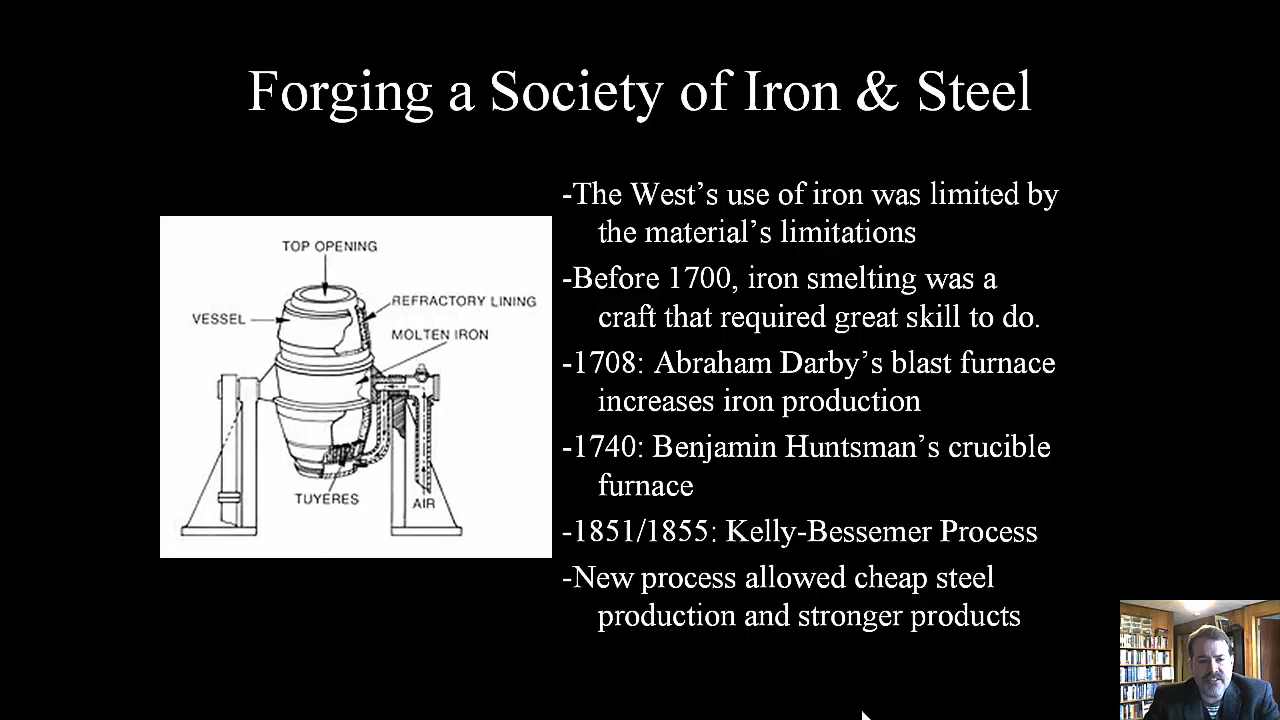 Forging a Society of Iron & Steel
-The West's use of iron was limited by
the material's limitations
-Before 1700, iron smelting was a
craft that required great skill to do.
-1708: Abraham Darby's blast furnace
increases iron production
-1740: Benjamin Huntsman's crucible
furnace
-1851/1855: Kelly-Bessemer Process
-New process allowed cheap steel
production and stronger products
TOP OPENING
REFRACTORY LINING
VESSEL
MOLTEN IRON
TUYERES
AIR